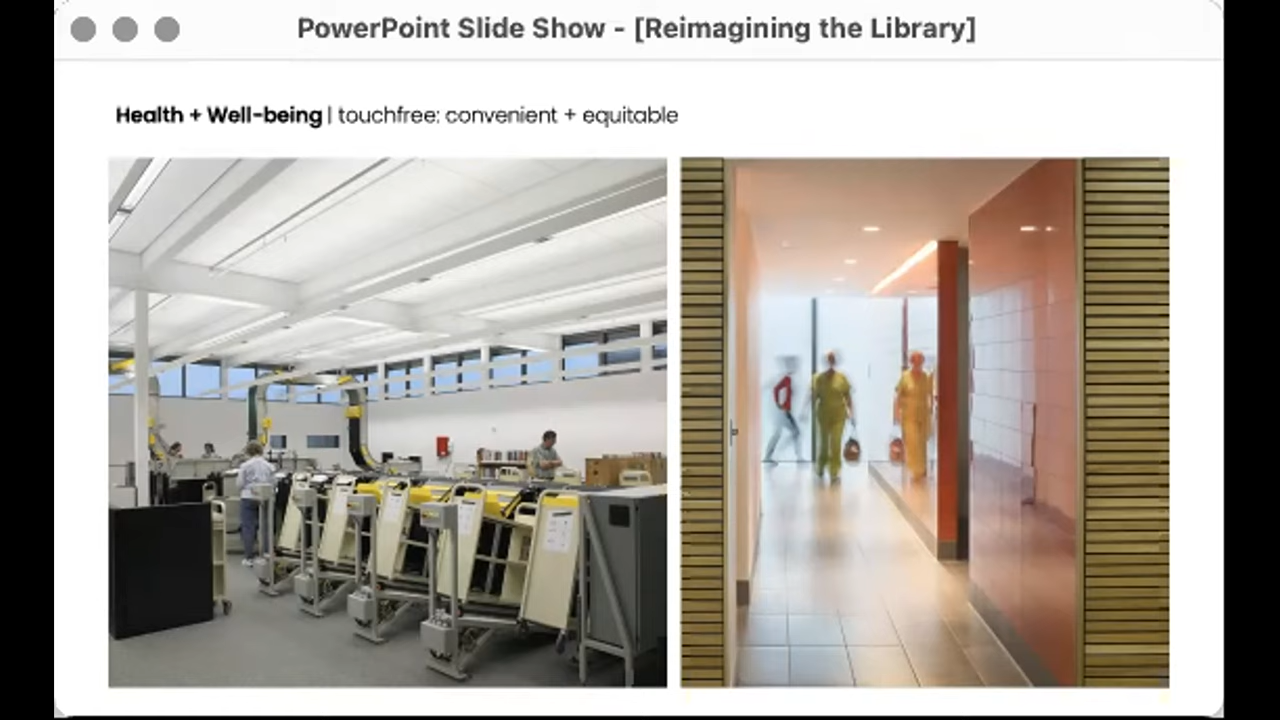 PowerPoint Slide Show - [Reimagining the Library]
Health + Well-being | touchfree: convenient + equitable